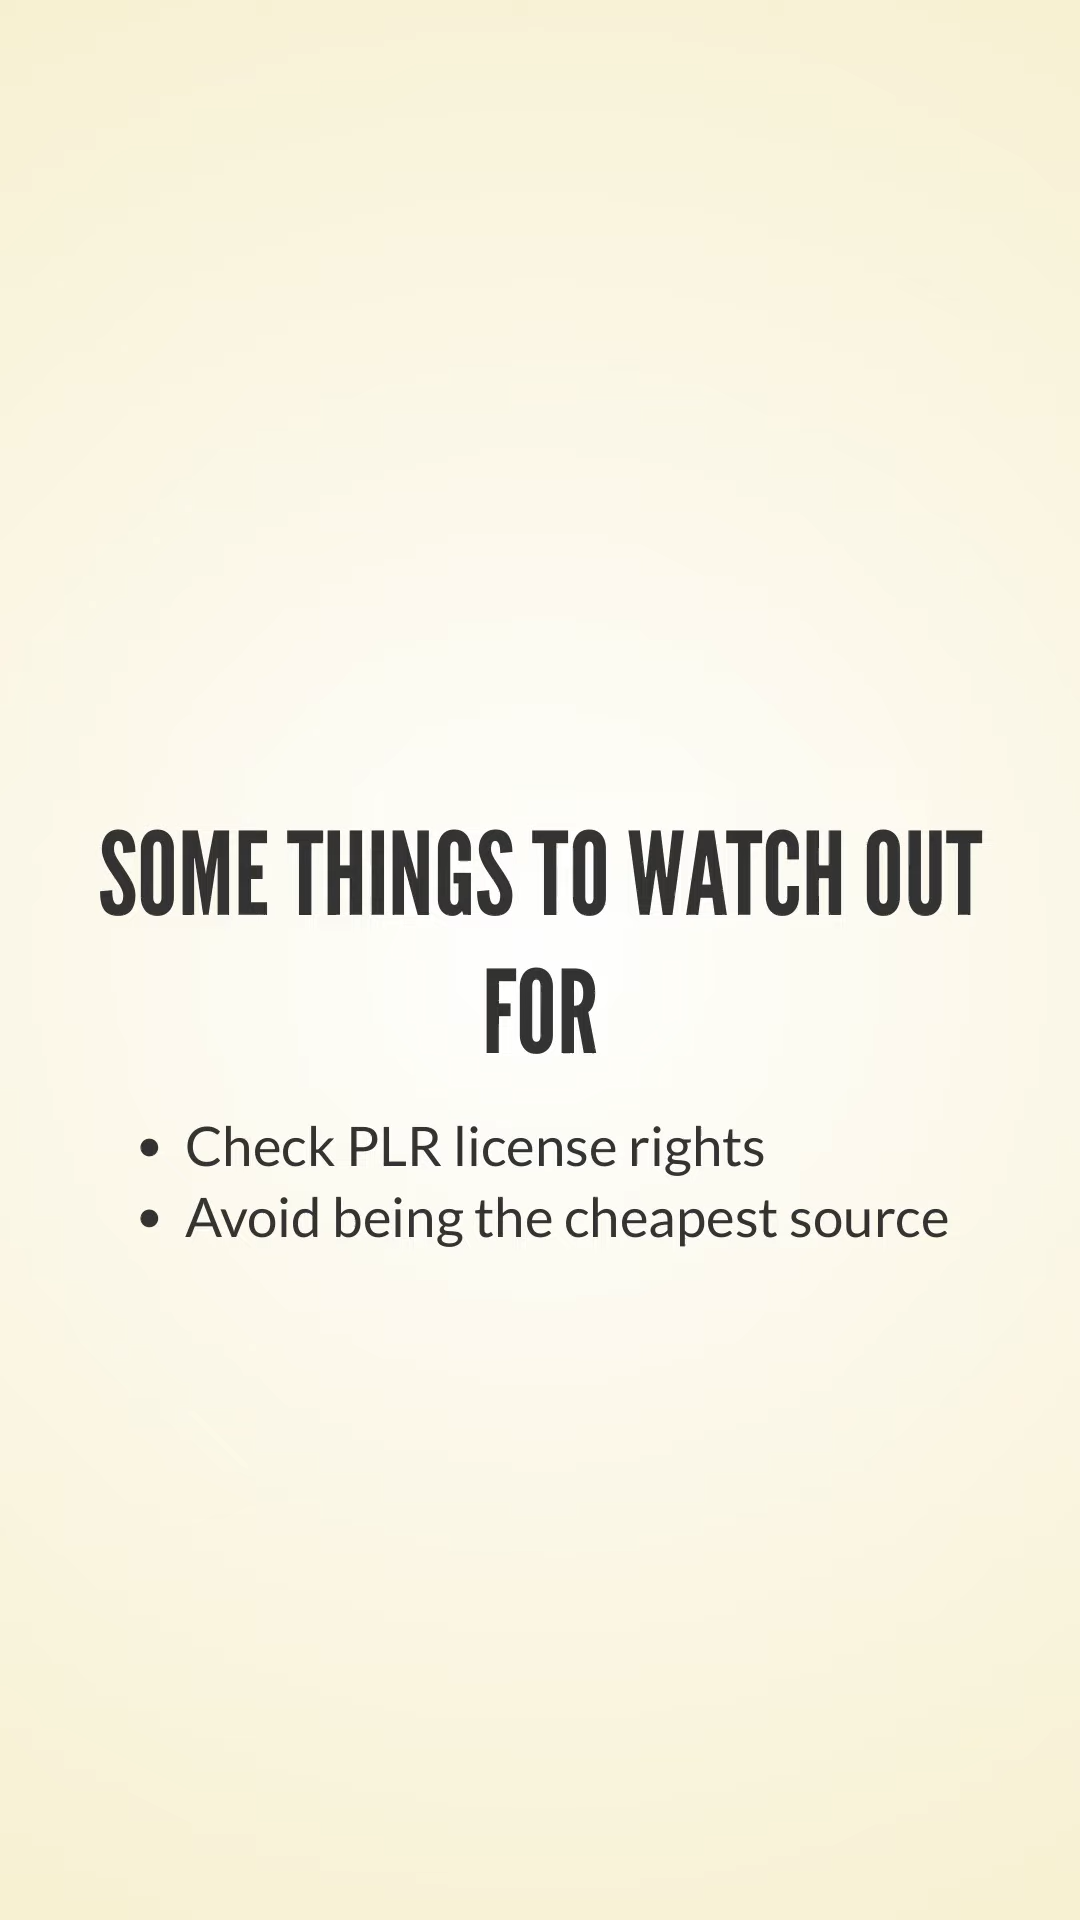 SOME THINGS TO WATCH OUT
FOR
• Check PLR license rights
• Avoid being the cheapest source